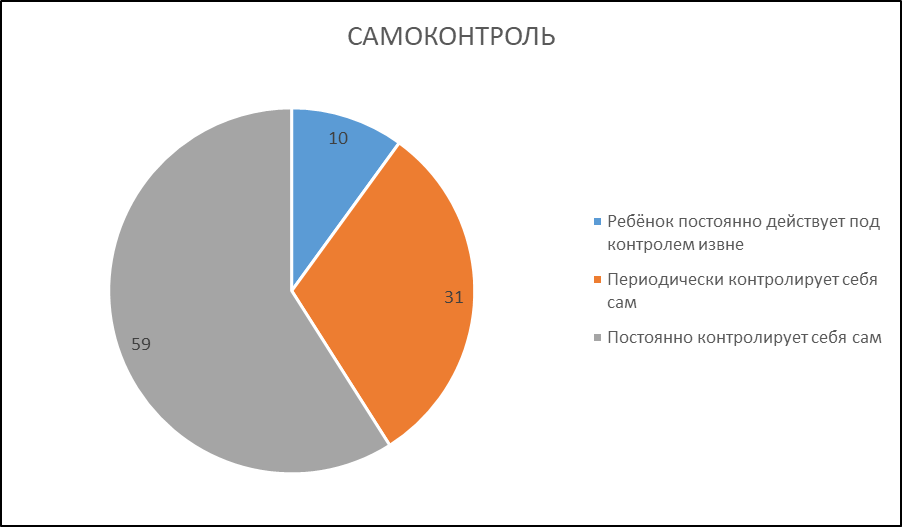 САМОКОНТРОЛЬ
10
31
59
Ребёнок постоянно действует под
контролем извне
Периодически контролирует себя
сам
Постоянно контролирует себя сам